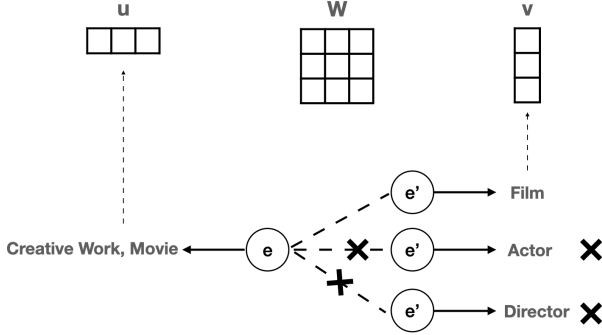 u W v
e' Film
Creative Work, Movie e e' Actor
e' Director